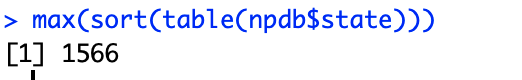 > max(sort(table(npdb$state)))
[1] 1566